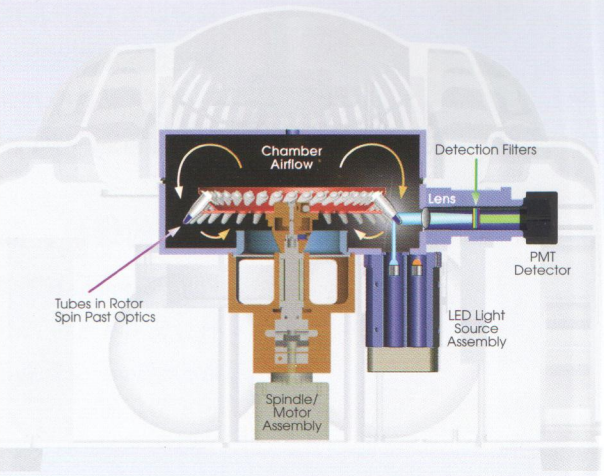 Chamber
Airflow
Detection Filters
Lens
PMT
Detector
Tubes in Rotor
Spin Past Optics
LED Light
Source
Assembly
Spindle/
Motor
Assembly